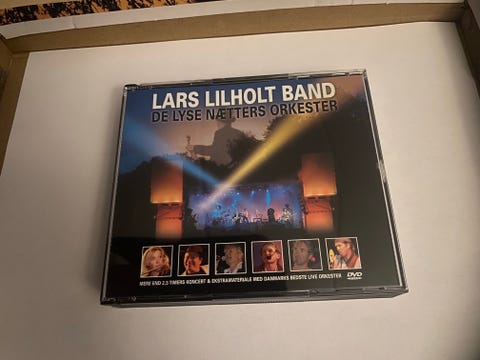 LARS LILHOLT BAND
DE LYSE NÆTTERS ORKESTER
MERE END 2,5 TIMERS KONCERT & EKSTRAMATERIALE MED DANMARKS BEDSTE LIVE ORKESTER
DVD